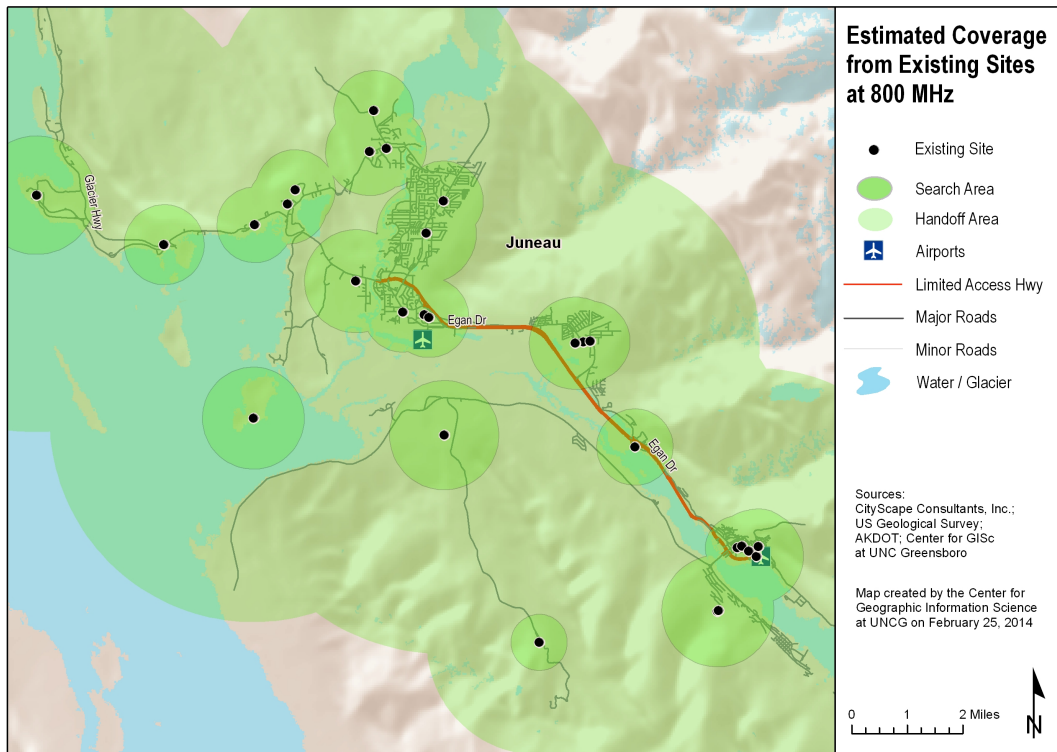 Estimated Coverage
from Existing Sites
at 800 MHz
Existing Site
Search Area
Handoff Area
Airports
Limited Access Hwy
Major Roads
Minor Roads
Water / Glacier
Glacier Hwy
Juneau
Egan Dr
Egan Dr
Sources:
CityScape Consultants, Inc.;
US Geological Survey;
AKDOT; Center for GISc
at UNC Greensboro
Map created by the Center for
Geographic Information Science
at UNCG on February 25, 2014
0 1 2 Miles
N